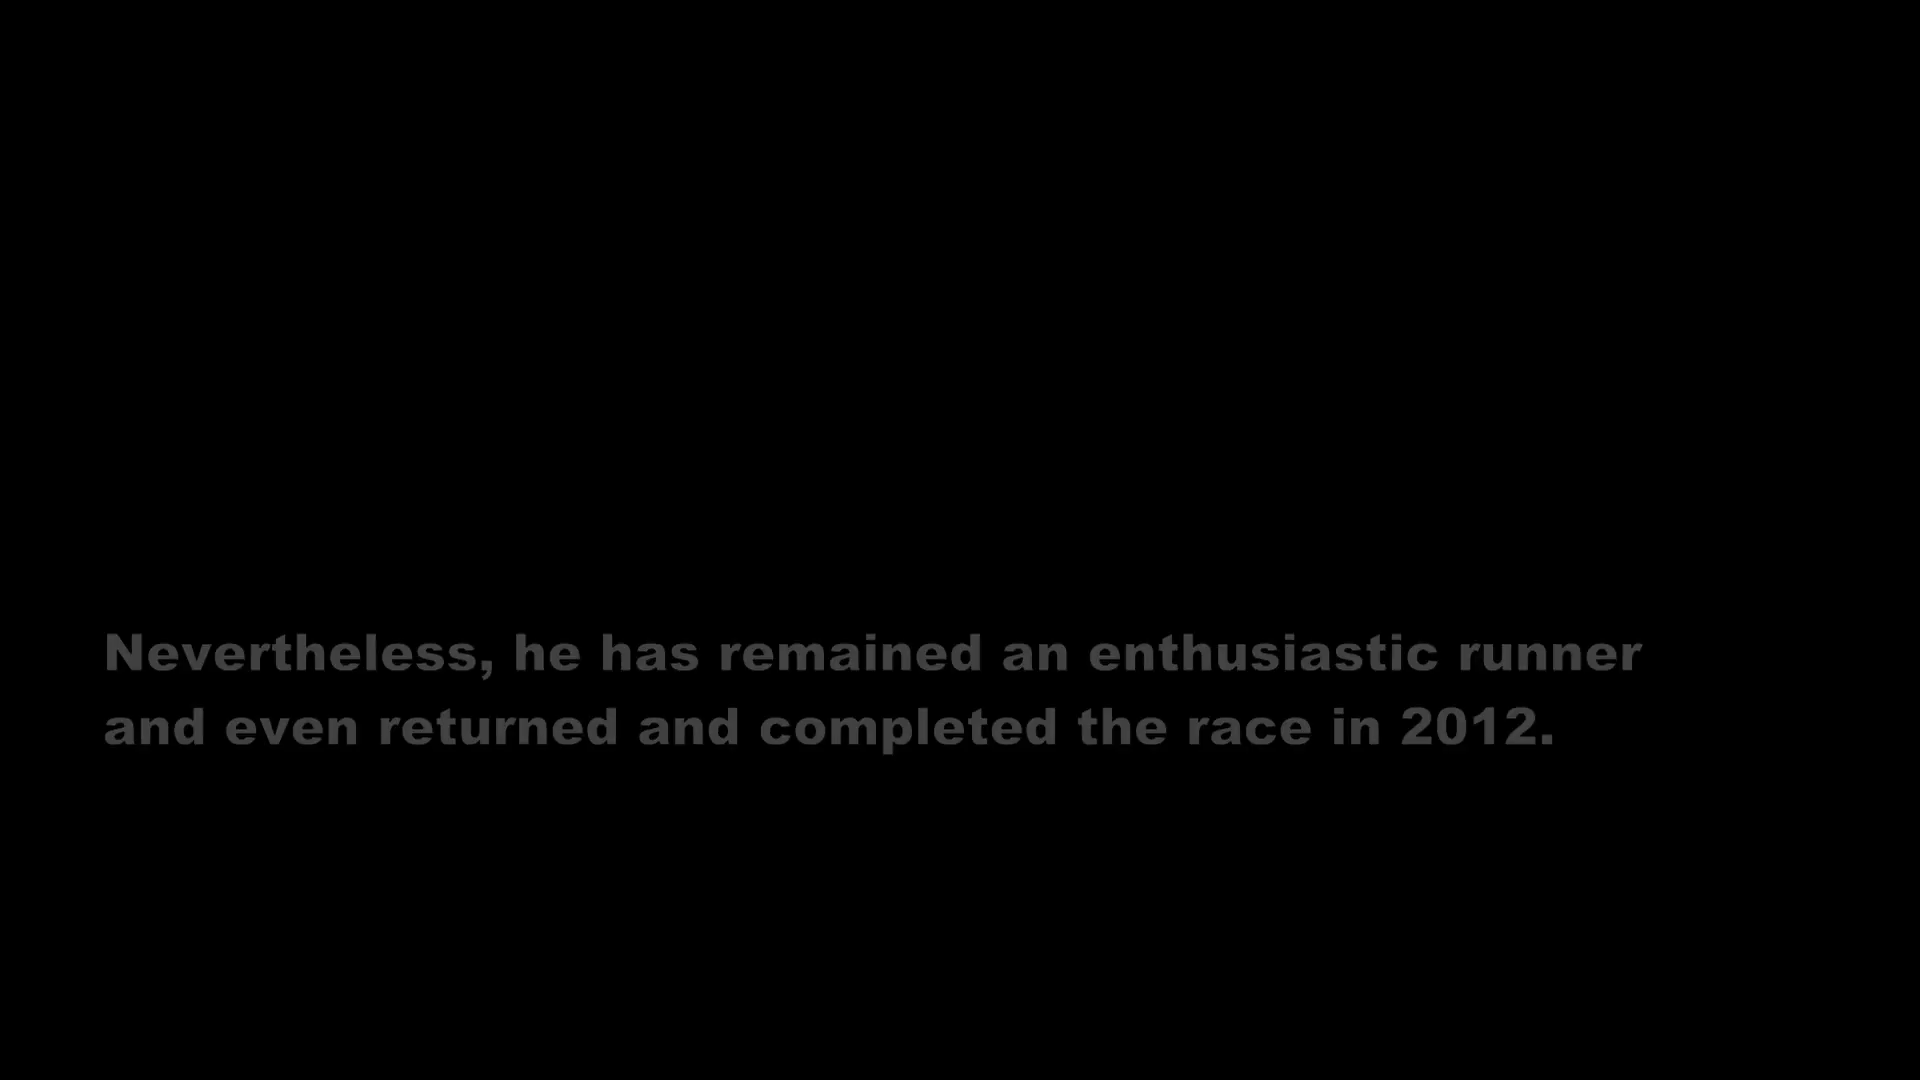 Nevertheless, he has remained an enthusiastic runner
and even returned and completed the race in 2012.